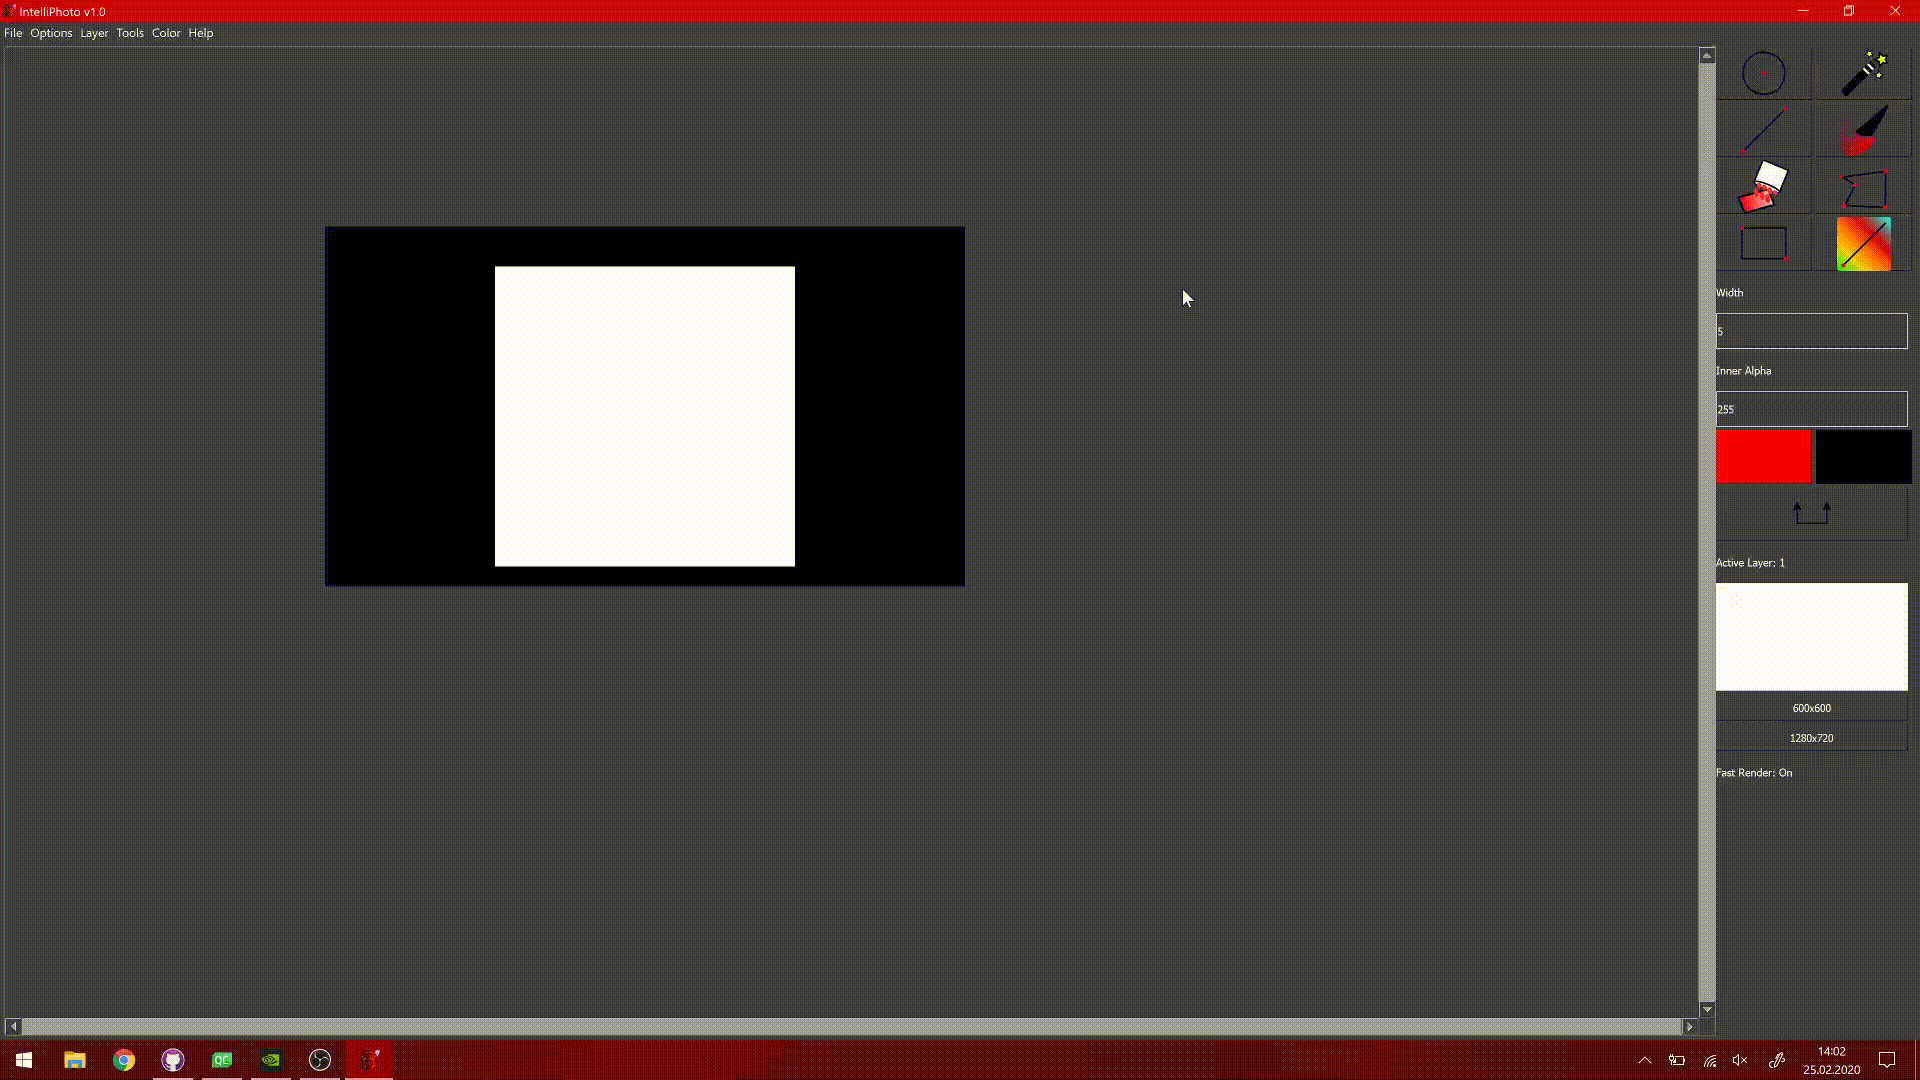 IntelliPhoto v1.0
File Options Layer Tools Color Help
Width
5
Inner Alpha
255
Active Layer: 1
600x600
1280x720
Fast Render: On
QC
14:02
25.02.2020